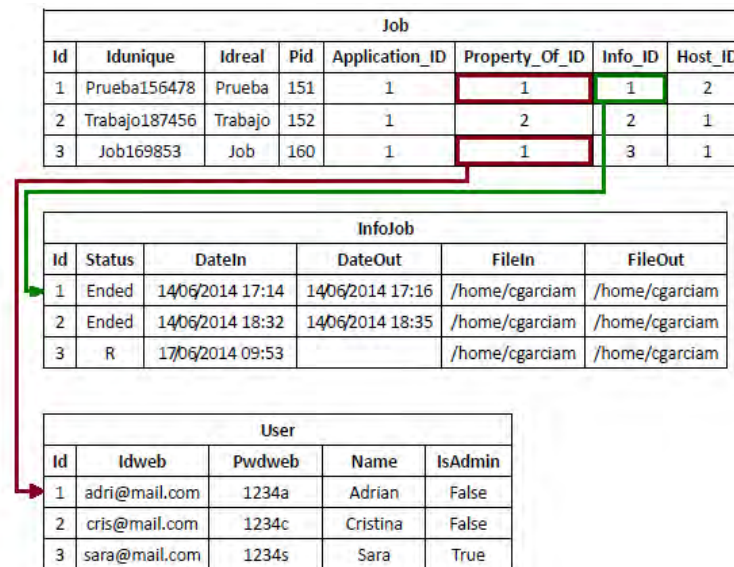 Job
Id Idunique Idreal Pid Application_ID Property_Of_ID Info_ID Host_ID
1 Prueba156478 Prueba 151 1 1 1 2
2 Trabajo187456 Trabajo 152 1 2 2 1
3 Job169853 Job 160 1 1 3 1
InfoJob
Id Status DateIn DateOut FileIn FileOut
1 Ended 14/06/2014 17:14 14/06/2014 17:16 /home/cgarciam /home/cgarciam
2 Ended 14/06/2014 18:32 14/06/2014 18:35 /home/cgarciam /home/cgarciam
3 R 17/06/2014 09:53 /home/cgarciam /home/cgarciam
User
Id Idweb Pwdweb Name IsAdmin
1 adri@mail.com 1234a Adrian False
2 cris@mail.com 1234c Cristina False
3 sara@mail.com 1234s Sara True